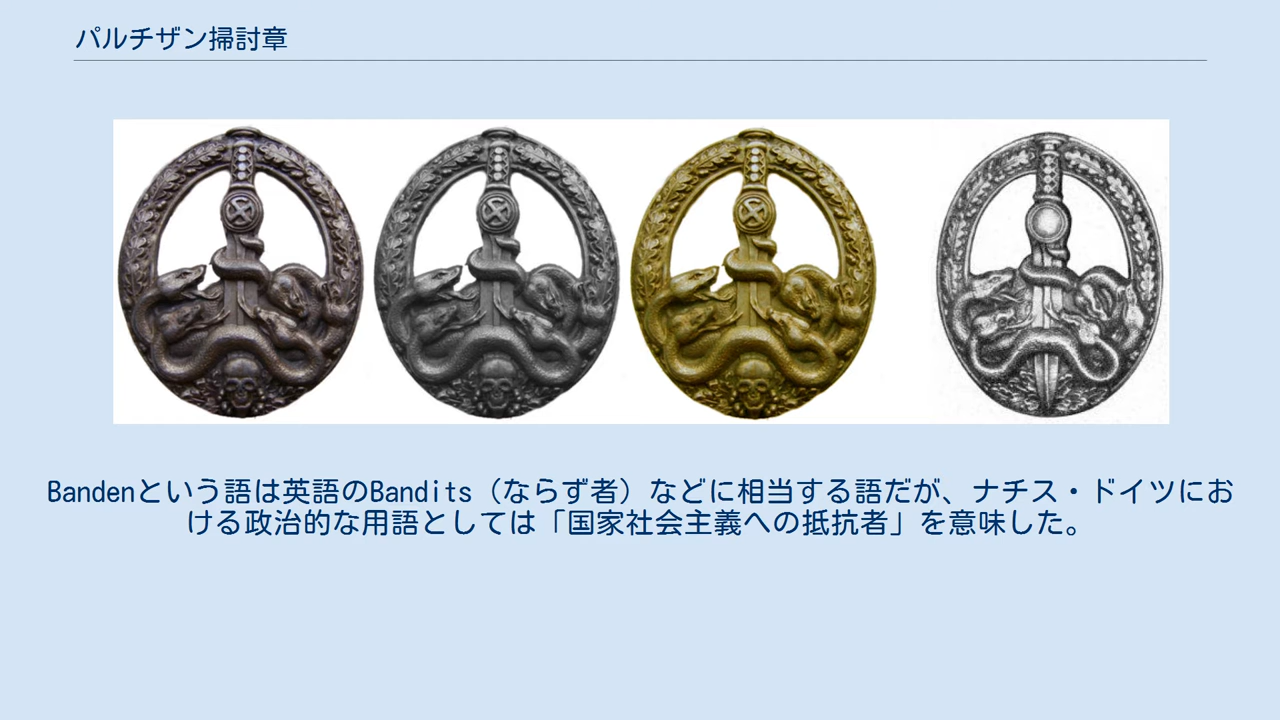 パルチザン掃討章
Bandenという語は英語のBandits（ならず者）などに相当する語だが、ナチス・ドイツにお
ける政治的な用語としては「国家社会主義への抵抗者」を意味した。